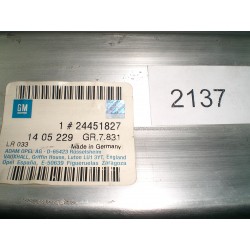 GM
1 # 24451827
14 05 229 GR.7.831
LR 033
Made in Germany
ADAM OPEL AG - D-65423 Rüsselsheim
VAUXHALL, Griffin House, Luton LU1 3YT, England
Opel España, E-50639 Figueruelas Zaragoza
2137